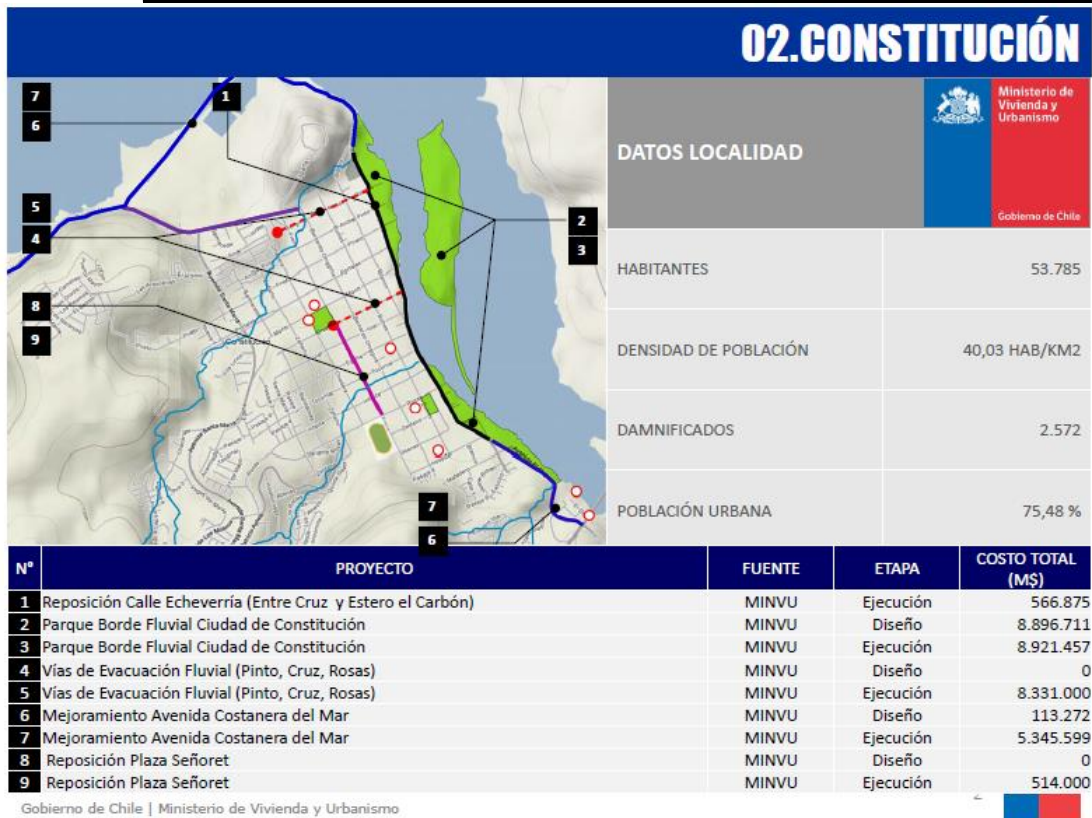 02.CONSTITUCIÓN
7
6
1
5
4
2
3
8
9
7
6
DATOS LOCALIDAD
Ministerio de
Vivienda y
Urbanismo
Gobierno de Chile
HABITANTES 53.785
DENSIDAD DE POBLACIÓN 40,03 HAB/KM2
DAMNIFICADOS 2.572
POBLACIÓN URBANA 75,48 %
Nº PROYECTO FUENTE ETAPA COSTO TOTAL (M$)
1 Reposición Calle Echeverría (Entre Cruz y Estero el Carbón) MINVU Ejecución 566.875
2 Parque Borde Fluvial Ciudad de Constitución MINVU Diseño 8.896.711
3 Parque Borde Fluvial Ciudad de Constitución MINVU Ejecución 8.921.457
4 Vías de Evacuación Fluvial (Pinto, Cruz, Rosas) MINVU Diseño 0
5 Vías de Evacuación Fluvial (Pinto, Cruz, Rosas) MINVU Ejecución 8.331.000
6 Mejoramiento Avenida Costanera del Mar MINVU Diseño 113.272
7 Mejoramiento Avenida Costanera del Mar MINVU Ejecución 5.345.599
8 Reposición Plaza Señoret MINVU Diseño 0
9 Reposición Plaza Señoret MINVU Ejecución 514.000
Gobierno de Chile | Ministerio de Vivienda y Urbanismo